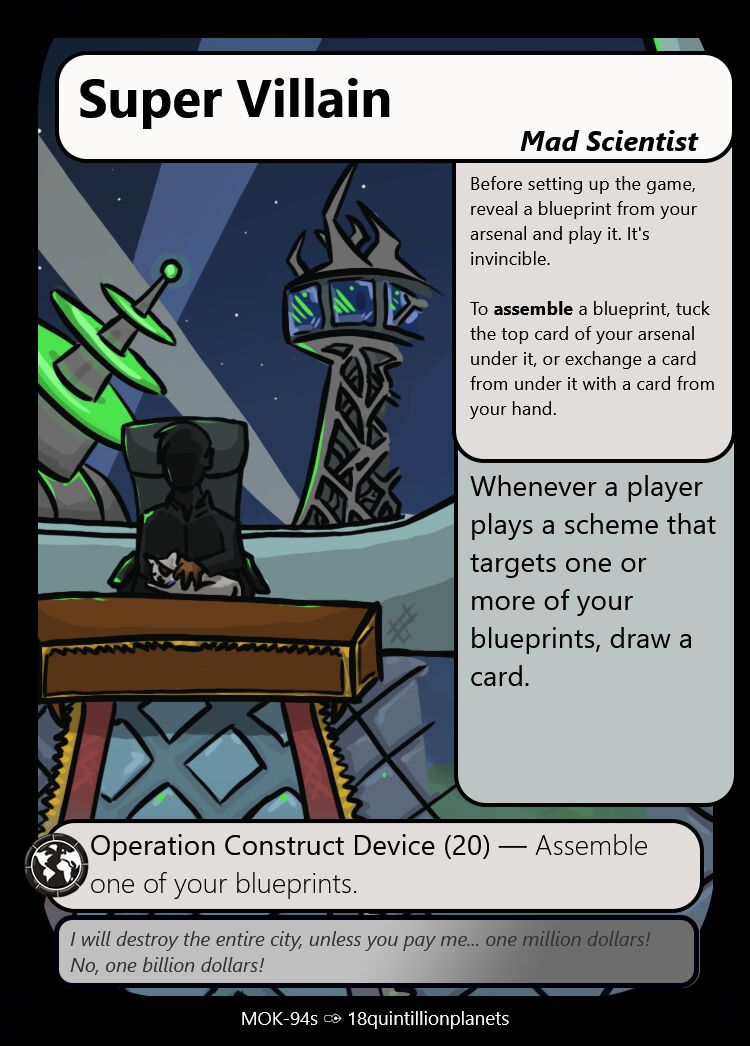 Super Villain
Mad Scientist
Before setting up the game,
reveal a blueprint from your
arsenal and play it. It's
invincible.
To assemble a blueprint, tuck
the top card of your arsenal
under it, or exchange a card
from under it with a card from
your hand.
Whenever a player
plays a scheme that
targets one or
more of your
blueprints, draw a
card.
Operation Construct Device (20) — Assemble
one of your blueprints.
I will destroy the entire city, unless you pay me... one million dollars!
No, one billion dollars!
MOK-94s 18quintillionplanets